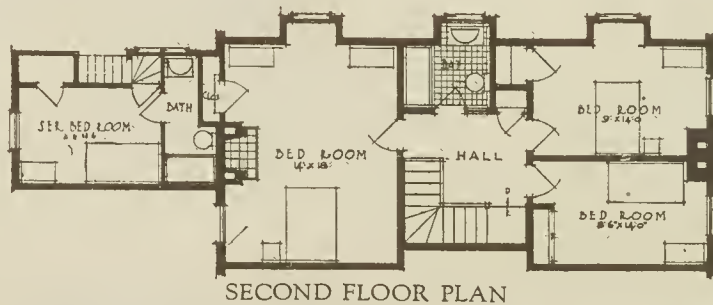 SER. BED ROOM
BATH
CLO
BED ROOM
14'x18'
BATH
HALL
D
BED ROOM
9'x14'0"
BED ROOM
8'6"x14'0"
SECOND FLOOR PLAN